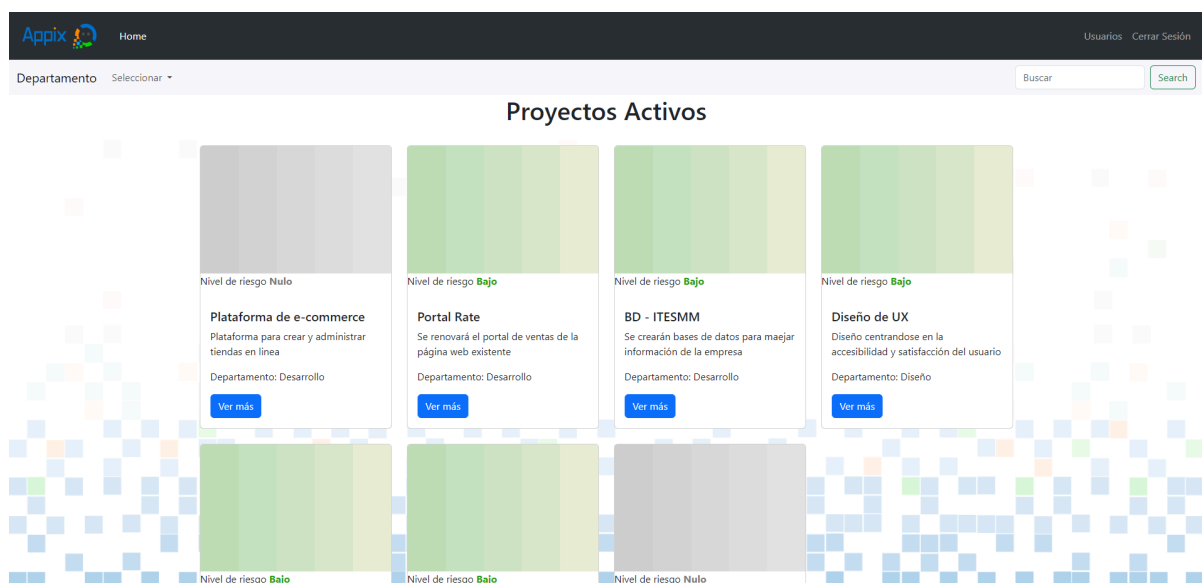 Appix
Home
Usuarios Cerrar Sesión
Departamento Seleccionar
Buscar
Search
Proyectos Activos
Nivel de riesgo Nulo
Plataforma de e-commerce
Plataforma para crear y administrar
tiendas en línea
Departamento: Desarrollo
Ver más
Nivel de riesgo Bajo
Portal Rate
Se renovará el portal de ventas de la
página web existente
Departamento: Desarrollo
Ver más
Nivel de riesgo Bajo
BD - ITESMM
Se crearán bases de datos para maejar
información de la empresa
Departamento: Desarrollo
Ver más
Nivel de riesgo Bajo
Diseño de UX
Diseño centrandose en la
accesibilidad y satisfacción del usuario
Departamento: Diseño
Ver más
Nivel de riesgo Bajo
Nivel de riesgo Bajo
Nivel de riesgo Nulo